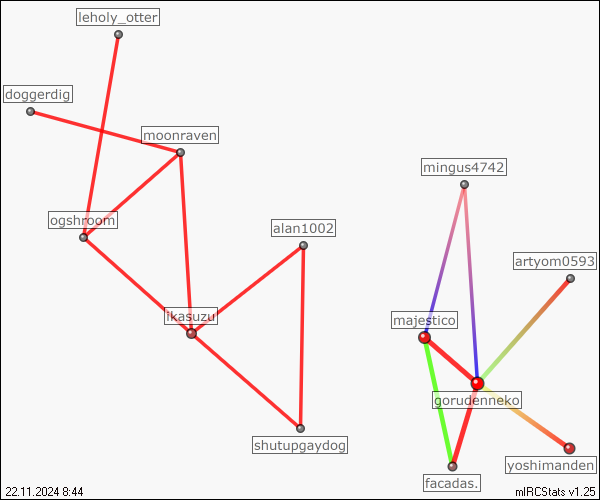 leholy_otter
doggerdig
moonraven
mingus4742
ogshroom
alan1002
artyom0593
ikasuzu
majestico
gorudenneko
shutupgaydog
yoshimanden
facadas.
22.11.2024 8:44
mIRCStats v1.25